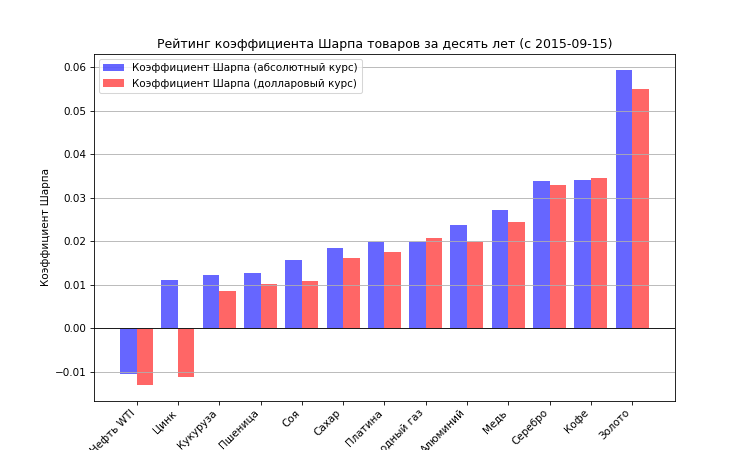 Рейтинг коэффициента Шарпа товаров за десять лет (с 2015-09-15)
Коэффициент Шарпа (абсолютный курс)
Коэффициент Шарпа (долларовый курс)
Коэффициент Шарпа
0.06
0.05
0.04
0.03
0.02
0.01
0.00
−0.01
Нефть WTI
Цинк
Кукуруза
Пшеница
Соя
Сахар
Платина
газ
Алюминий
Медь
Серебро
Кофе
Золото